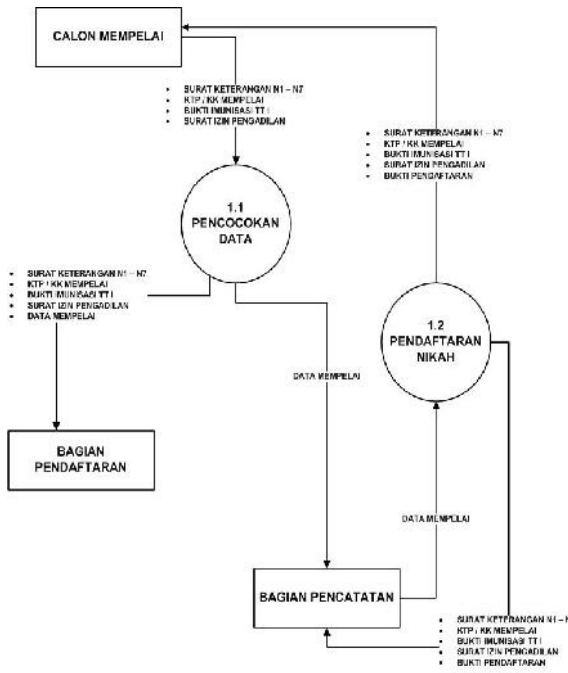 CALON MEMPELAI
• SURAT KETERANGAN N1 – N7
• KTP / KK MEMPELAI
• BUKTI IMUNISASI TT I
• SURAT IZIN PENGADILAN
• SURAT KETERANGAN N1 – N7
• KTP / KK MEMPELAI
• BUKTI IMUNISASI TT I
• SURAT IZIN PENGADILAN
• BUKTI PENDAFTARAN
1.1
PENCOCOKAN
DATA
• SURAT KETERANGAN N1 – N7
• KTP / KK MEMPELAI
• BUKTI IMUNISASI TT I
• SURAT IZIN PENGADILAN
• DATA MEMPELAI
1.2
PENDAFTARAN
NIKAH
DATA MEMPELAI
BAGIAN
PENDAFTARAN
DATA MEMPELAI
BAGIAN PENCATATAN
• SURAT KETERANGAN N1 – N
• KTP / KK MEMPELAI
• BUKTI IMUNISASI TT I
• SURAT IZIN PENGADILAN
• BUKTI PENDAFTARAN